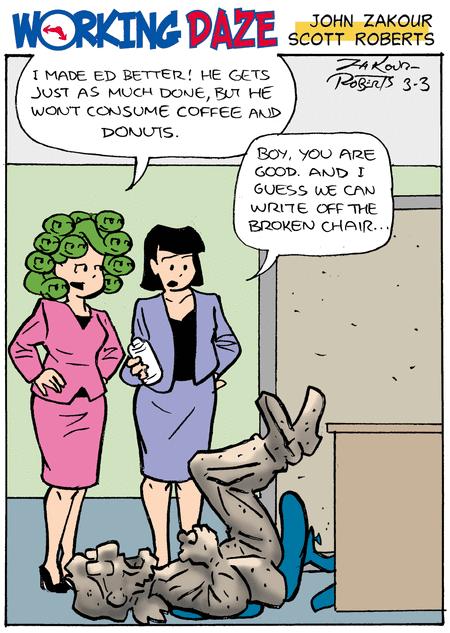 WORKING DAZE
JOHN ZAKOUR
SCOTT ROBERTS
ZAKOUR
ROBERTS 3-3
I MADE ED BETTER! HE GETS
JUST AS MUCH DONE, BUT HE
WON'T CONSUME COFFEE AND
DONUTS.
BOY, YOU ARE
GOOD. AND I
GUESS WE CAN
WRITE OFF THE
BROKEN CHAIR...